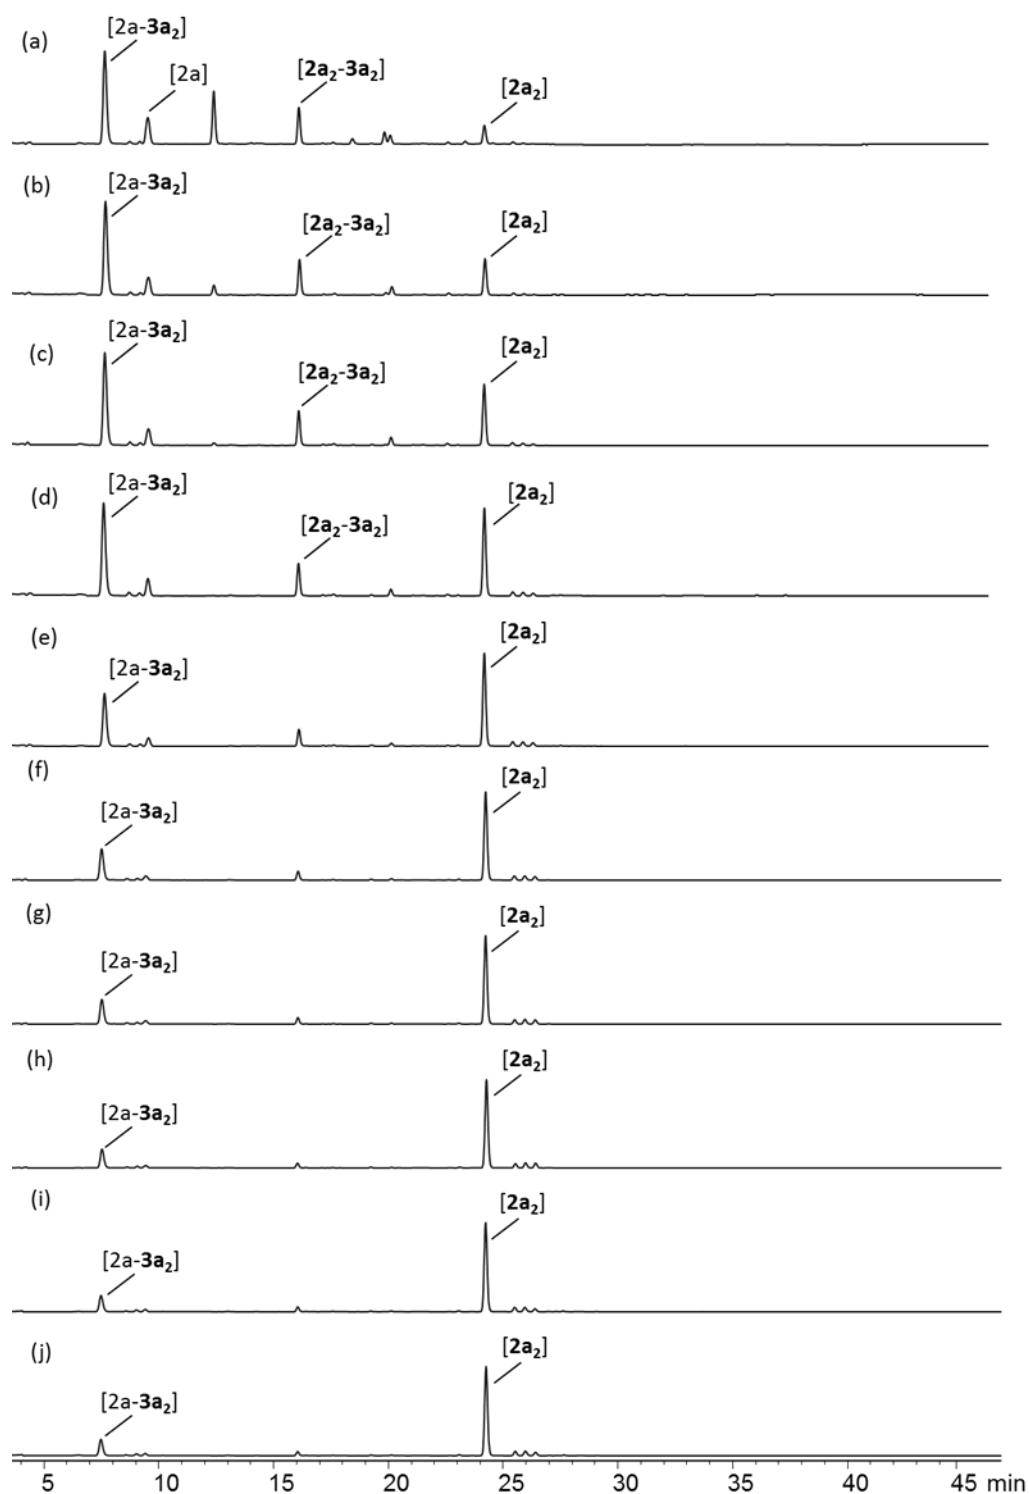 (a)
[2a-3a₂]
[2a]
[2a₂-3a₂]
[2a₂]
(b)
[2a-3a₂]
[2a₂-3a₂]
[2a₂]
(c)
[2a-3a₂]
[2a₂-3a₂]
[2a₂]
(d)
[2a-3a₂]
[2a₂-3a₂]
[2a₂]
(e)
[2a-3a₂]
[2a₂]
(f)
[2a-3a₂]
[2a₂]
(g)
[2a-3a₂]
[2a₂]
(h)
[2a-3a₂]
[2a₂]
(i)
[2a-3a₂]
[2a₂]
(j)
[2a-3a₂]
[2a₂]
5 10 15 20 25 30 35 40 45 min